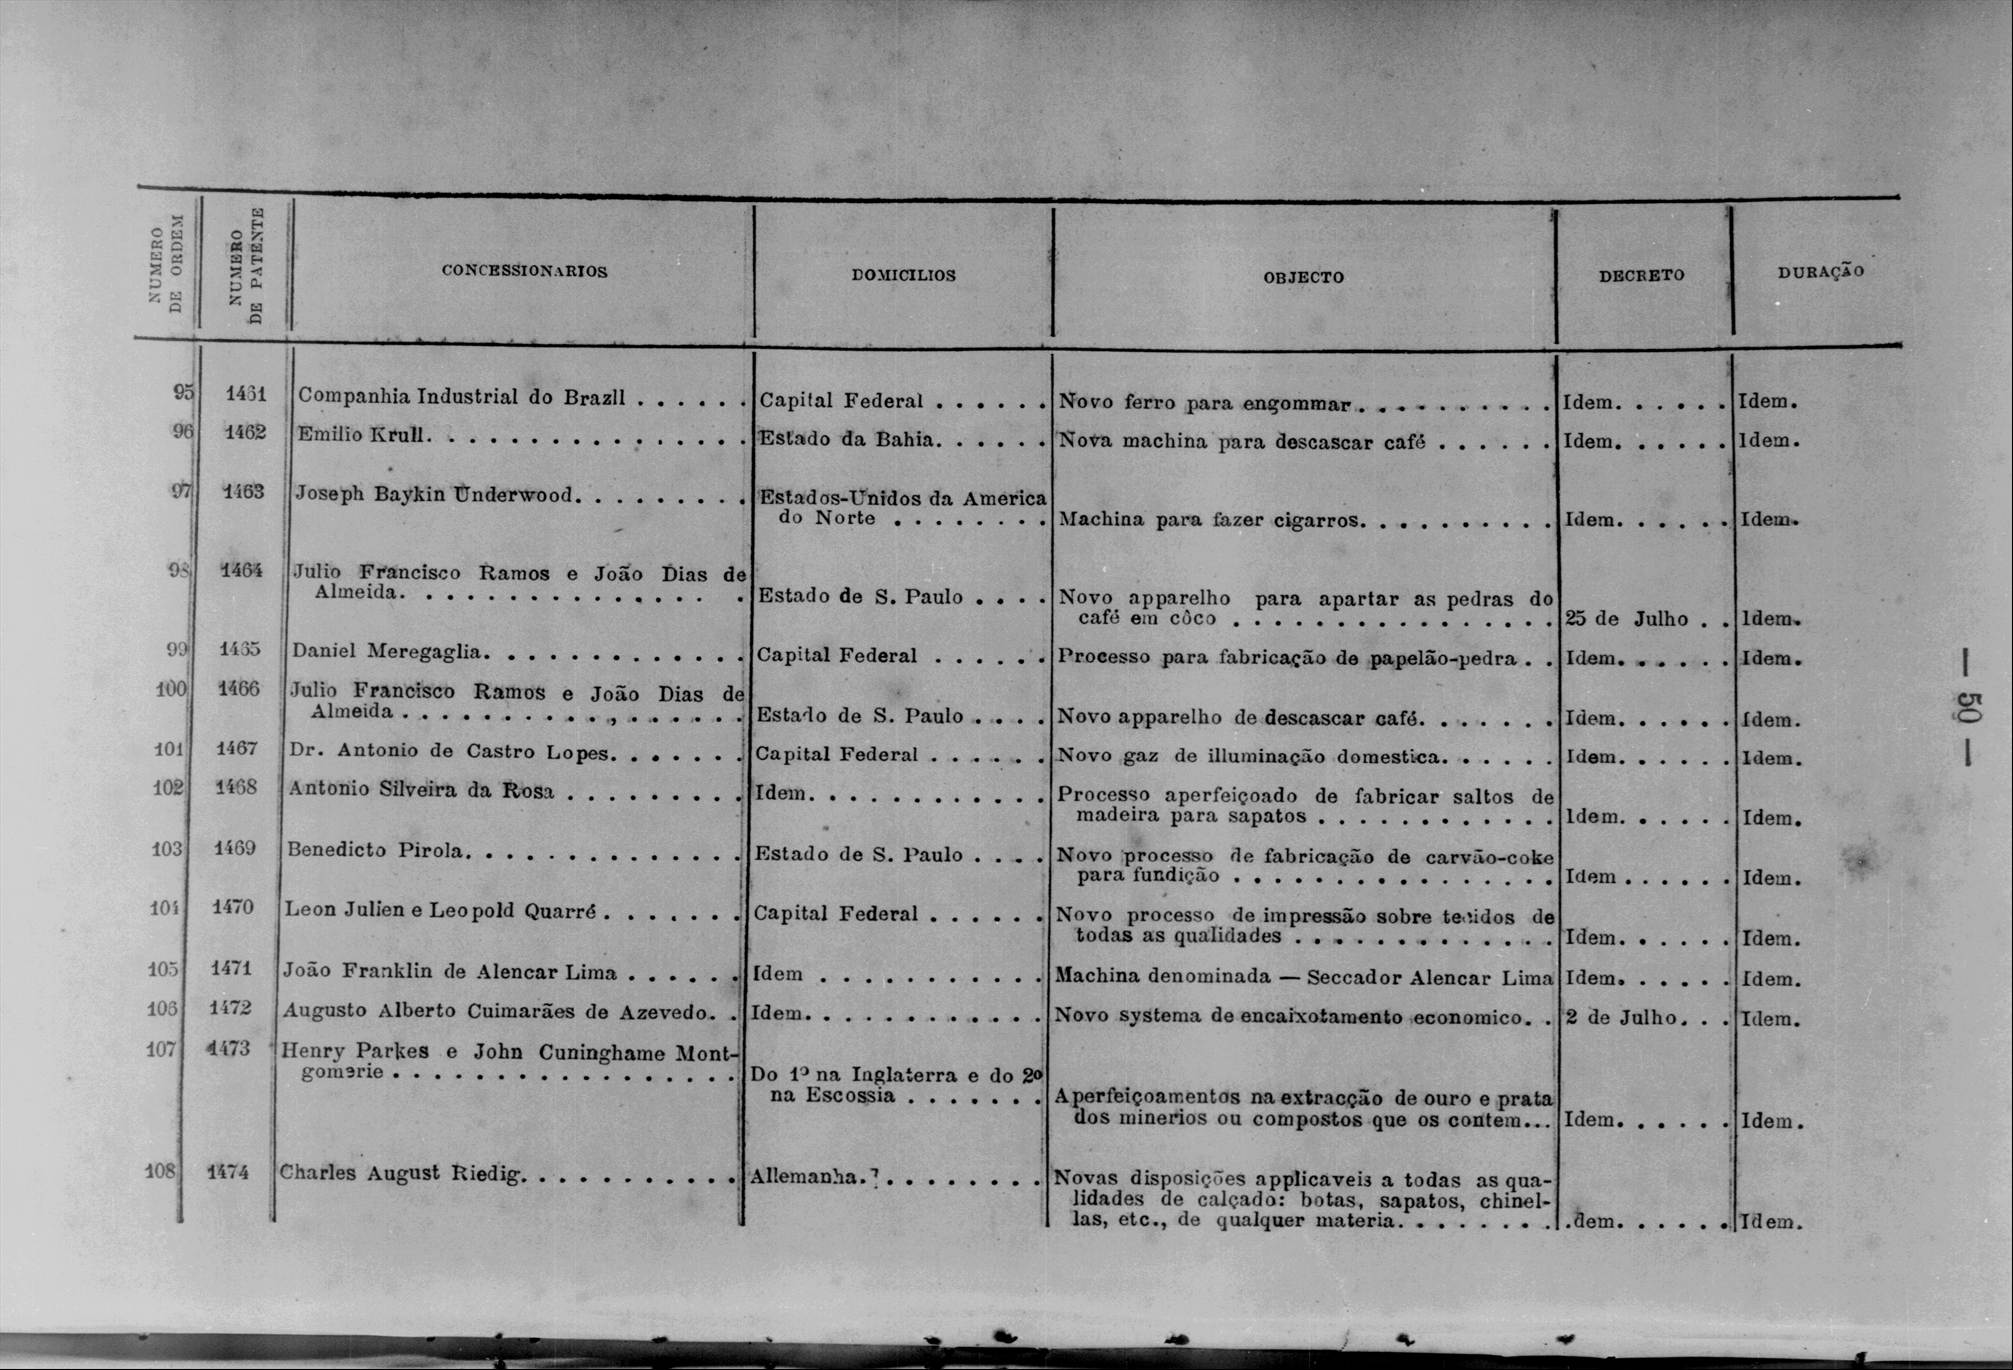 NUMERO DE ORDEM NUMERO DE PATENTE CONCESSIONARIOS DOMICILIOS OBJECTO DECRETO DURAÇÃO
95 1461 Companhia Industrial do Brazil . . . . . . Capital Federal . . . . . . Novo ferro para engommar. . . . . . . . . . Idem. . . . . . Idem.
96 1462 Emilio Krull. . . . . . . . . . . . . . . . Estado da Bahia. . . . . . Nova machina para descascar café . . . . . . Idem. . . . . . Idem.
97 1463 Joseph Baykin Underwood. . . . . . . . . Estados-Unidos da America
do Norte . . . . . . . . Machina para fazer cigarros. . . . . . . . . . Idem. . . . . . Idem.
98 1464 Julio Francisco Ramos e João Dias de
Almeida. . . . . . . . . . . . . . . . Estado de S. Paulo . . . . Novo apparelho para apartar as pedras do
café em côco . . . . . . . . . . . . . . . . 25 de Julho . . Idem.
99 1465 Daniel Meregaglia. . . . . . . . . . . . . Capital Federal . . . . . . Processo para fabricação de papelão-pedra . . Idem. . . . . . Idem.
100 1466 Julio Francisco Ramos e João Dias de
Almeida . . . . . . . . . . , . . . . . . Estado de S. Paulo . . . . Novo apparelho de descascar café. . . . . . . Idem. . . . . . Idem.
101 1467 Dr. Antonio de Castro Lopes. . . . . . . Capital Federal . . . . . . Novo gaz de illuminação domestica. . . . . . Idem. . . . . . Idem.
102 1468 Antonio Silveira da Rosa . . . . . . . . . Idem. . . . . . . . . . . . Processo aperfeiçoado de fabricar saltos de
madeira para sapatos . . . . . . . . . . . . Idem. . . . . . Idem.
103 1469 Benedicto Pirola. . . . . . . . . . . . . . Estado de S. Paulo . . . . Novo processo de fabricação de carvão-coke
para fundição . . . . . . . . . . . . . . . . Idem . . . . . . Idem.
104 1470 Leon Julien e Leopold Quarré . . . . . . . Capital Federal . . . . . . Novo processo de impressão sobre tecidos de
todas as qualidades . . . . . . . . . . . . . Idem. . . . . . Idem.
105 1471 João Franklin de Alencar Lima . . . . . . Idem . . . . . . . . . . . Machina denominada — Seccador Alencar Lima Idem. . . . . . Idem.
106 1472 Augusto Alberto Cuimarães de Azevedo. . Idem. . . . . . . . . . . . Novo systema de encaixotamento economico. . 2 de Julho. . . Idem.
107 1473 Henry Parkes e John Cuninghame Mont-
gomerie . . . . . . . . . . . . . . . . . Do 1º na Inglaterra e do 2º
na Escossia . . . . . . . Aperfeiçoamentos na extracção de ouro e prata
dos minerios ou compostos que os contem... Idem. . . . . . Idem.
108 1474 Charles August Riedig. . . . . . . . . . . Allemanha. . . . . . . . . Novas disposições applicaveis a todas as qua-
lidades de calçado: botas, sapatos, chinel-
las, etc., de qualquer materia. . . . . . . . .dem. . . . . . Idem.
— 50 —